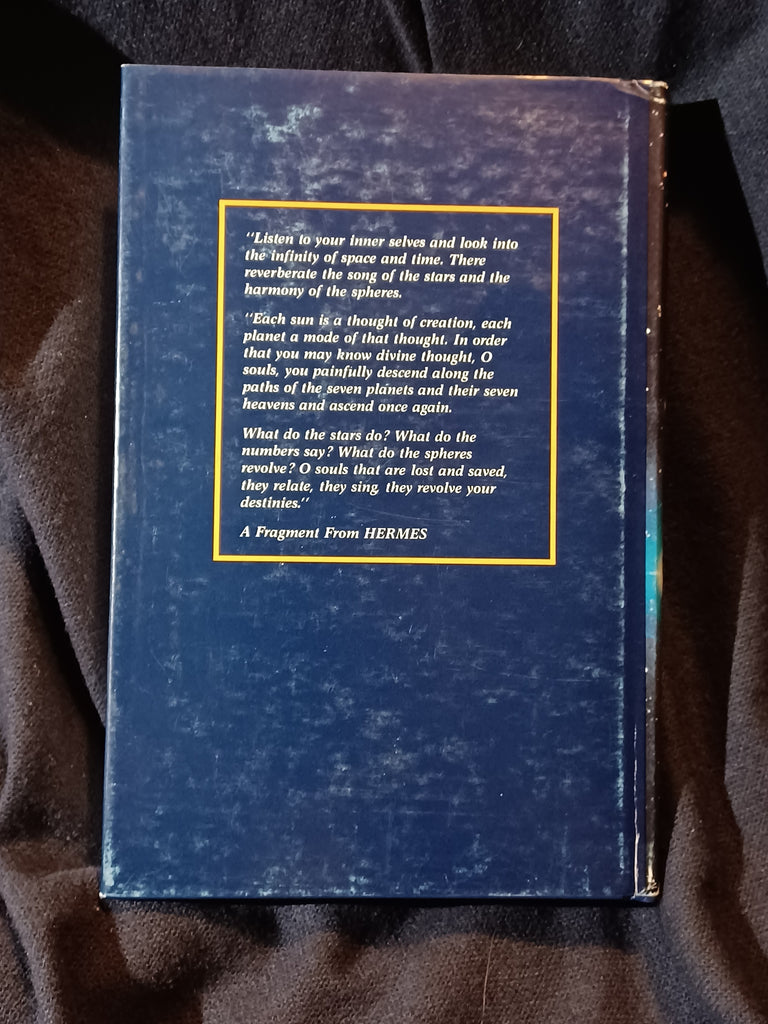 "Listen to your inner selves and look into
the infinity of space and time. There
reverberate the song of the stars and the
harmony of the spheres.
"Each sun is a thought of creation, each
planet a mode of that thought. In order
that you may know divine thought, O
souls, you painfully descend along the
paths of the seven planets and their seven
heavens and ascend once again.
What do the stars do? What do the
numbers say? What do the spheres
revolve? O souls that are lost and saved,
they relate, they sing, they revolve your
destinies."
A Fragment From HERMES